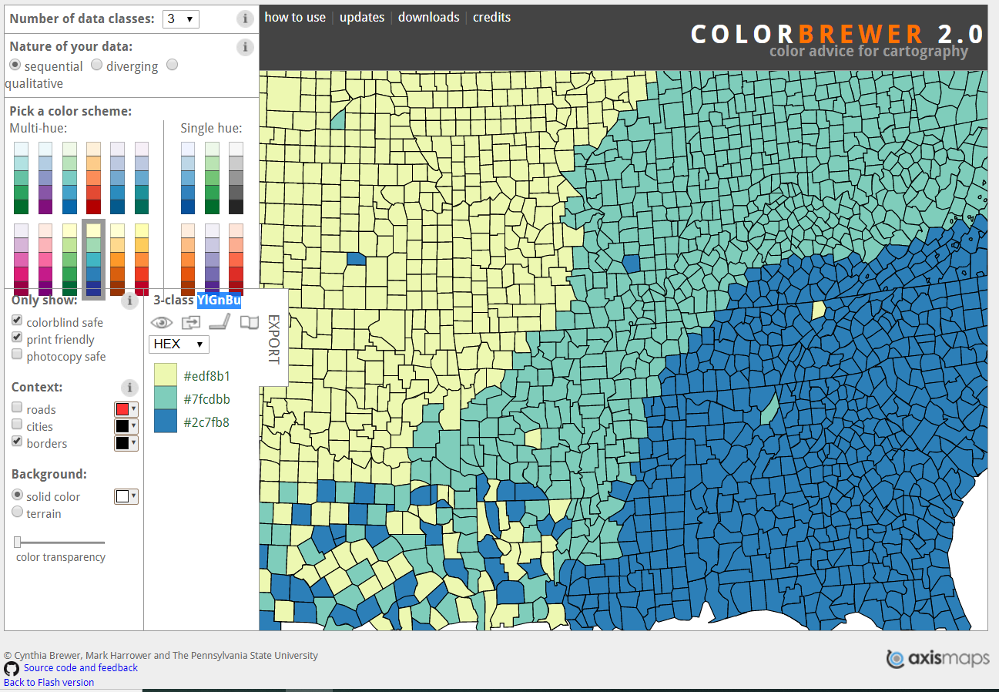 Number of data classes: 3
how to use | updates | downloads | credits
COLORBREWER 2.0
color advice for cartography
Nature of your data:
sequential diverging
qualitative
Pick a color scheme:
Multi-hue: Single hue:
Only show:
colorblind safe
print friendly
photocopy safe
3-class YlGnBu
EXPORT
HEX
#edf8b1
#7fcdbb
#2c7fb8
Context:
roads
cities
borders
Background:
solid color
terrain
color transparency
© Cynthia Brewer, Mark Harrower and The Pennsylvania State University
Source code and feedback
Back to Flash version
axismaps